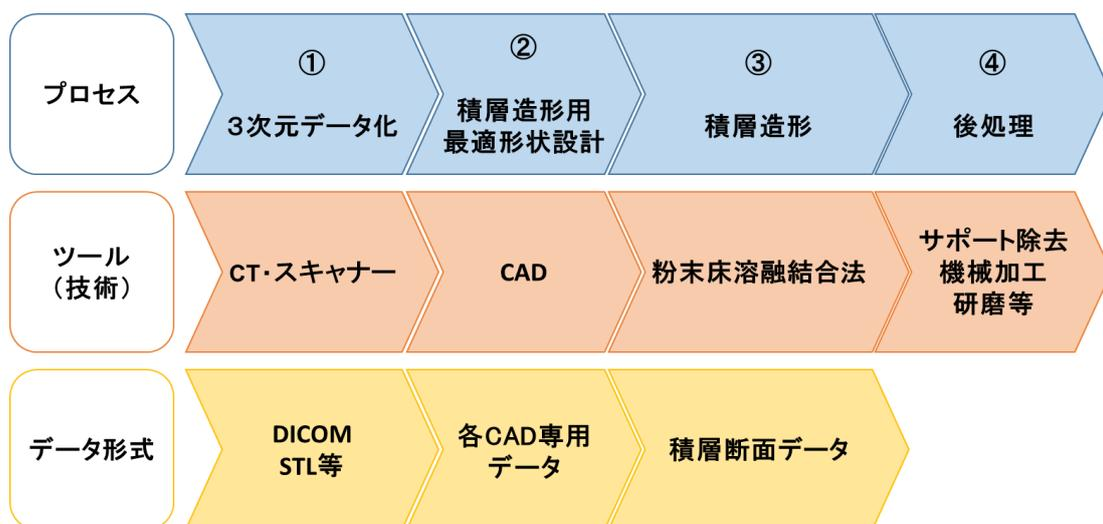 プロセス
①
3次元データ化
②
積層造形用
最適形状設計
③
積層造形
④
後処理
ツール
（技術）
CT・スキャナー
CAD
粉末床溶融結合法
サポート除去
機械加工
研磨等
データ形式
DICOM
STL等
各CAD専用
データ
積層断面データ